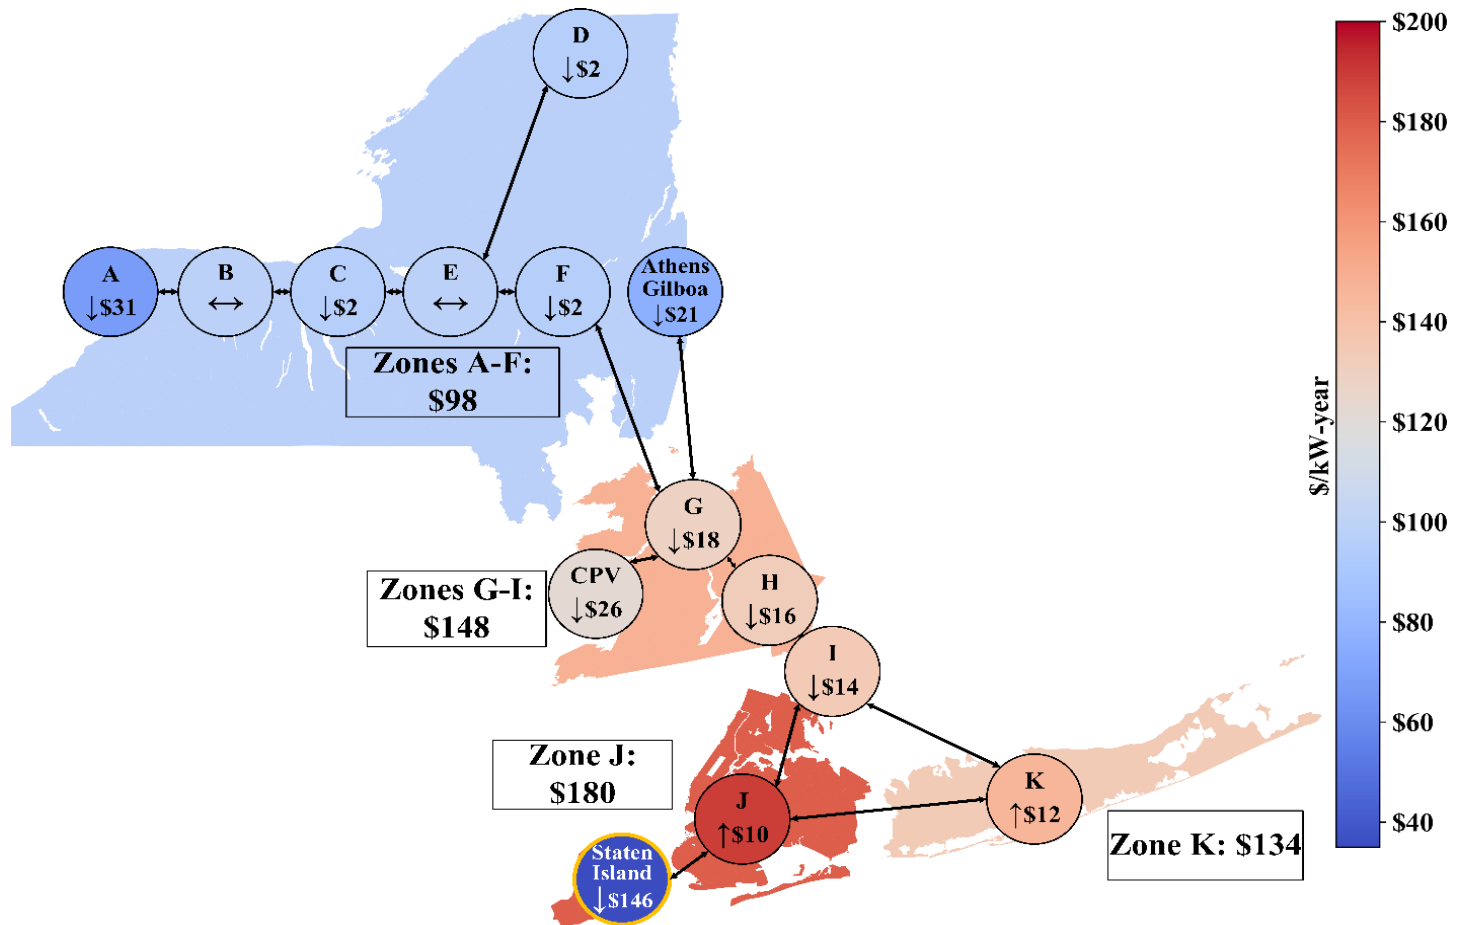 D
↓$2
A
↓$31
B
↔
C
↓$2
E
↔
F
↓$2
Athens
Gilboa
↓$21
Zones A-F:
$98
G
↓$18
CPV
↓$26
H
↓$16
Zones G-I:
$148
I
↓$14
Zone J:
$180
J
↑$10
K
↑$12
Zone K: $134
Staten
Island
↓$146
$/kW-year
$200
$180
$160
$140
$120
$100
$80
$60
$40